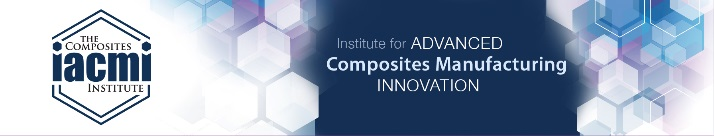 THE
COMPOSITES
iacmi
INSTITUTE
Institute for ADVANCED
Composites Manufacturing
INNOVATION